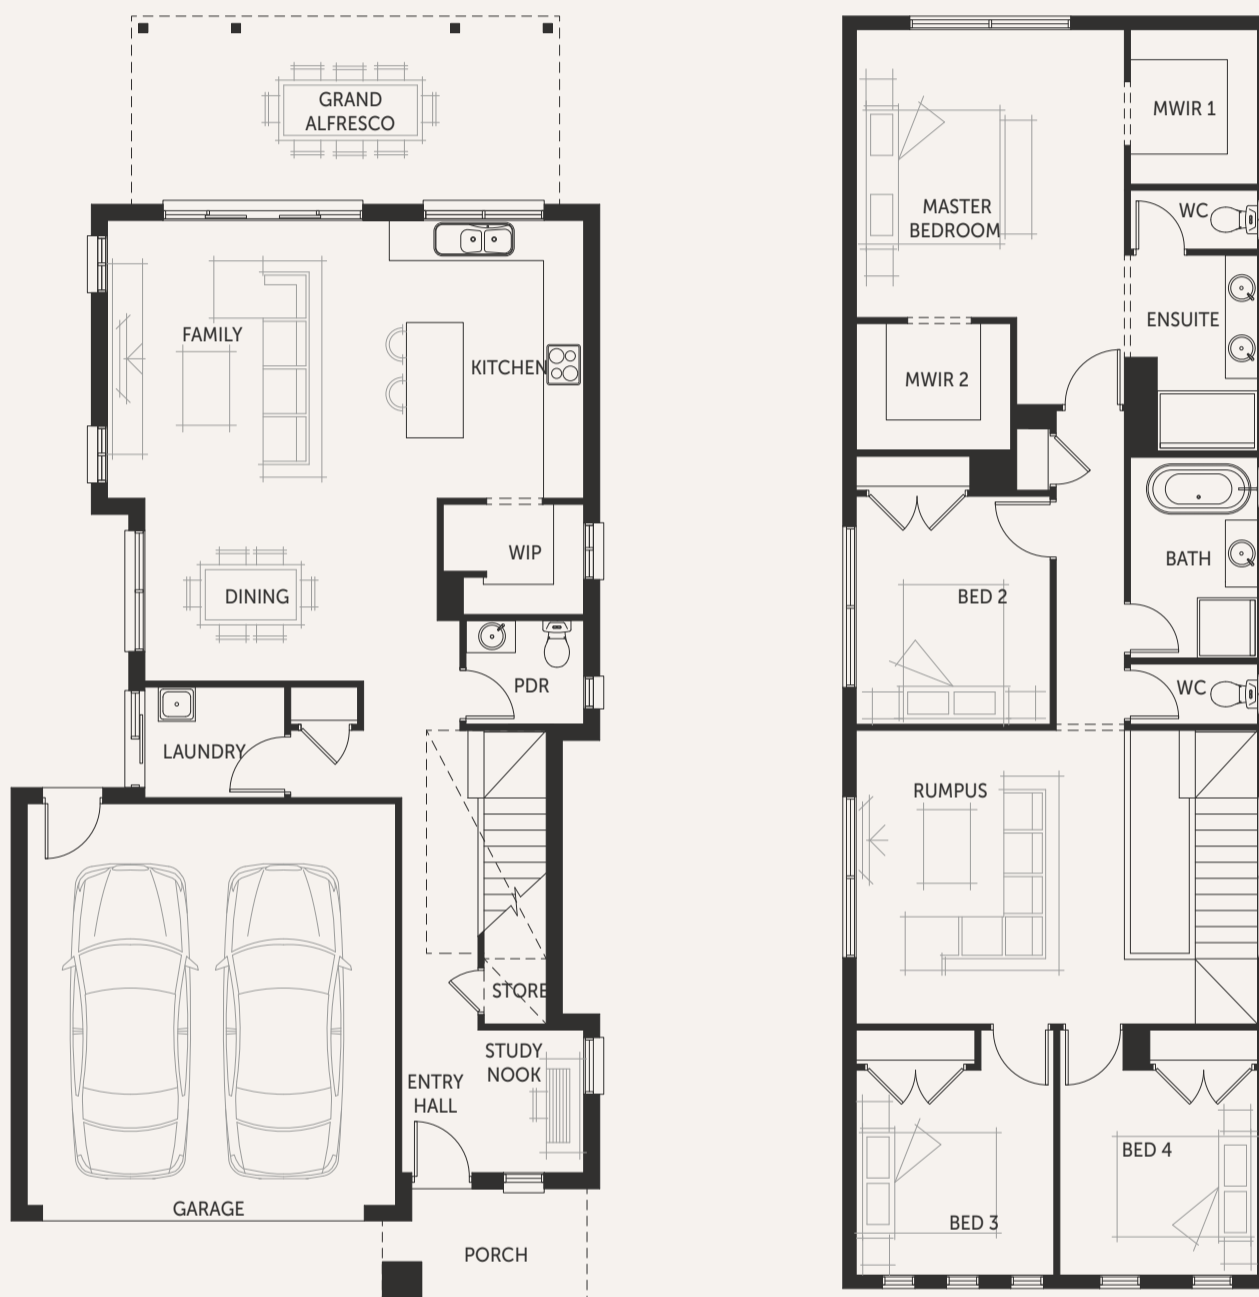 GRAND
ALFRESCO
FAMILY
KITCHEN
WIP
DINING
PDR
LAUNDRY
STORE
STUDY
NOOK
ENTRY
HALL
GARAGE
PORCH
MWIR 1
MASTER
BEDROOM
WC
ENSUITE
MWIR 2
BATH
BED 2
WC
RUMPUS
BED 3
BED 4